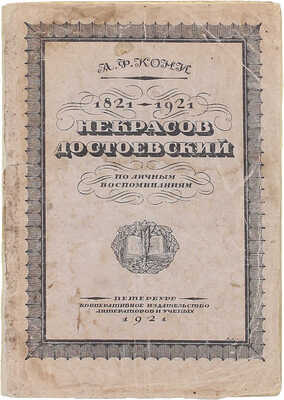 А.Ф.КОНИ
1821–1921
НЕКРАСОВ
ДОСТОЕВСКИЙ
ПО ЛИЧНЫМ
ВОСПОМИНАНИЯМ
ПЕТЕРБУРГ
КООПЕРАТИВНОЕ ИЗДАТЕЛЬСТВО
ЛИТЕРАТОРОВ И УЧЕНЫХ
1921